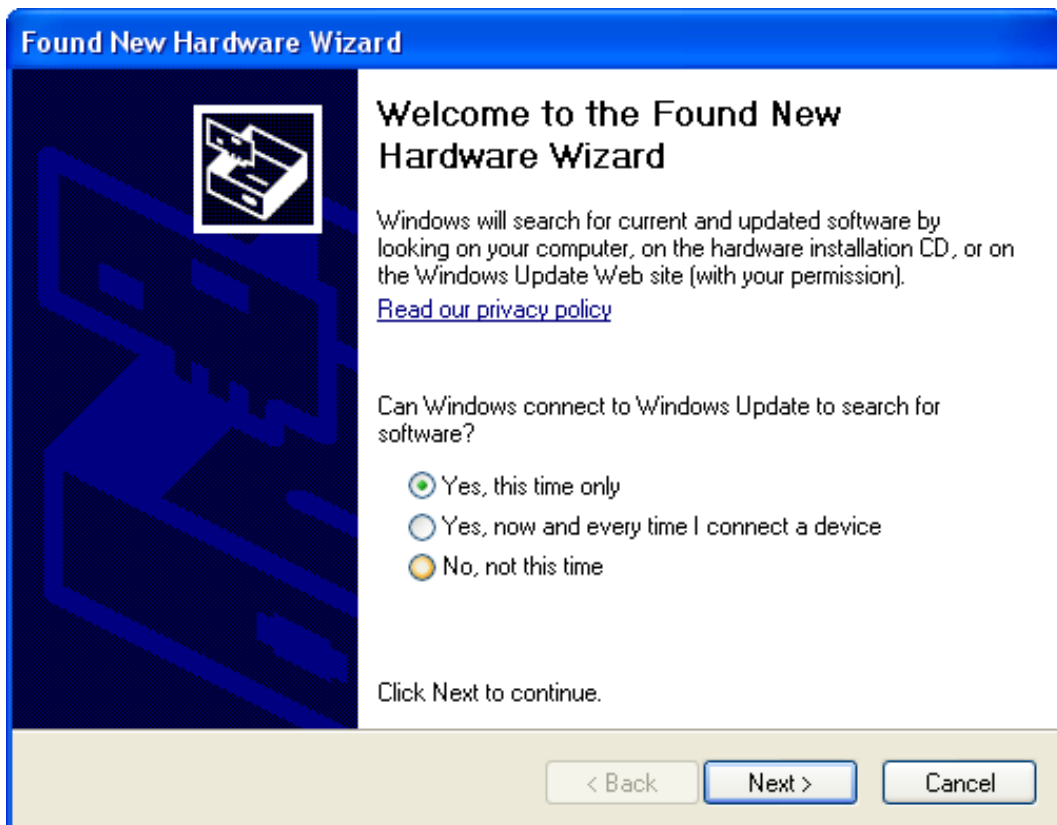 Found New Hardware Wizard
Welcome to the Found New
Hardware Wizard
Windows will search for current and updated software by
looking on your computer, on the hardware installation CD, or on
the Windows Update Web site (with your permission).
Read our privacy policy
Can Windows connect to Windows Update to search for
software?
Yes, this time only
Yes, now and every time I connect a device
No, not this time
Click Next to continue.
< Back
Next >
Cancel